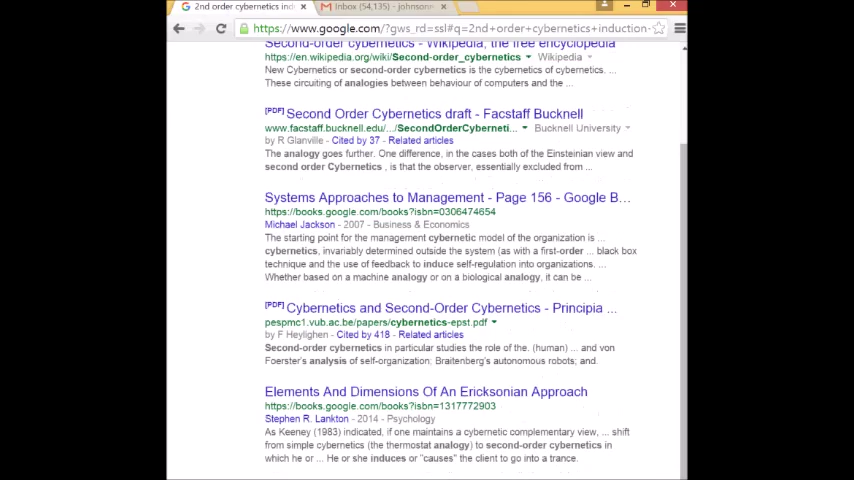 2nd order cybernetics indu
Inbox (54,135) - johnson
https://www.google.com/?gws_rd=ssl#q=2nd+order+cybernetics+induction-
Second-order cybernetics - Wikipedia, the free encyclopedia
https://en.wikipedia.org/wiki/Second-order_cybernetics Wikipedia
New Cybernetics or second-order cybernetics is the cybernetics of cybernetics. ...
These circuiting of analogies between behaviour of computers and the ...
[PDF] Second Order Cybernetics draft - Facstaff Bucknell
www.facstaff.bucknell.edu/.../SecondOrderCyberneti... Bucknell University
by R Glanville - Cited by 37 - Related articles
The analogy goes further. One difference, in the cases both of the Einsteinian view and
second order Cybernetics , is that the observer, essentially excluded from ...
Systems Approaches to Management - Page 156 - Google B...
https://books.google.com/books?isbn=0306474654
Michael Jackson - 2007 - Business & Economics
The starting point for the management cybernetic model of the organization is ...
cybernetics, invariably determined outside the system (as with a first-order ... black box
technique and the use of feedback to induce self-regulation into organizations. ...
Whether based on a machine analogy or on a biological analogy, it can be ...
[PDF] Cybernetics and Second-Order Cybernetics - Principia ...
pespmc1.vub.ac.be/papers/cybernetics-epst.pdf
by F Heylighen - Cited by 418 - Related articles
Second-order cybernetics in particular studies the role of the. (human) ... and von
Foerster's analysis of self-organization; Braitenberg's autonomous robots; and.
Elements And Dimensions Of An Ericksonian Approach
https://books.google.com/books?isbn=1317772903
Stephen R. Lankton - 2014 - Psychology
As Keeney (1983) indicated, if one maintains a cybernetic complementary view, ... shift
from simple cybernetics (the thermostat analogy) to second-order cybernetics in
which he or ... He or she induces or "causes" the client to go into a trance.